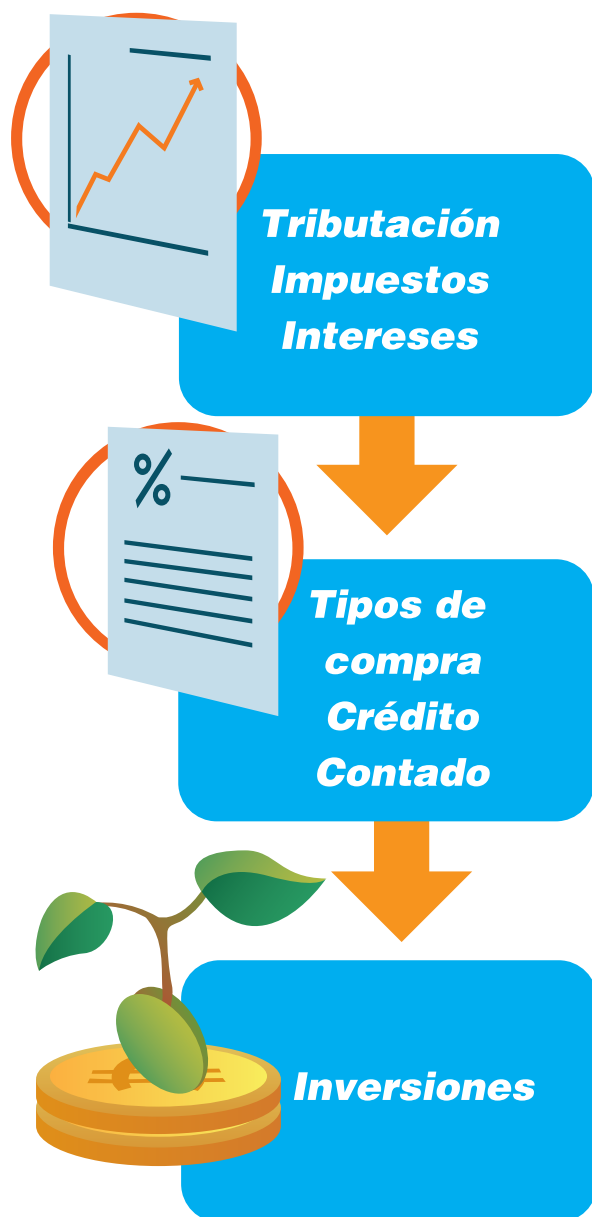 Tributación
Impuestos
Intereses
%
Tipos de
compra
Crédito
Contado
Inversiones